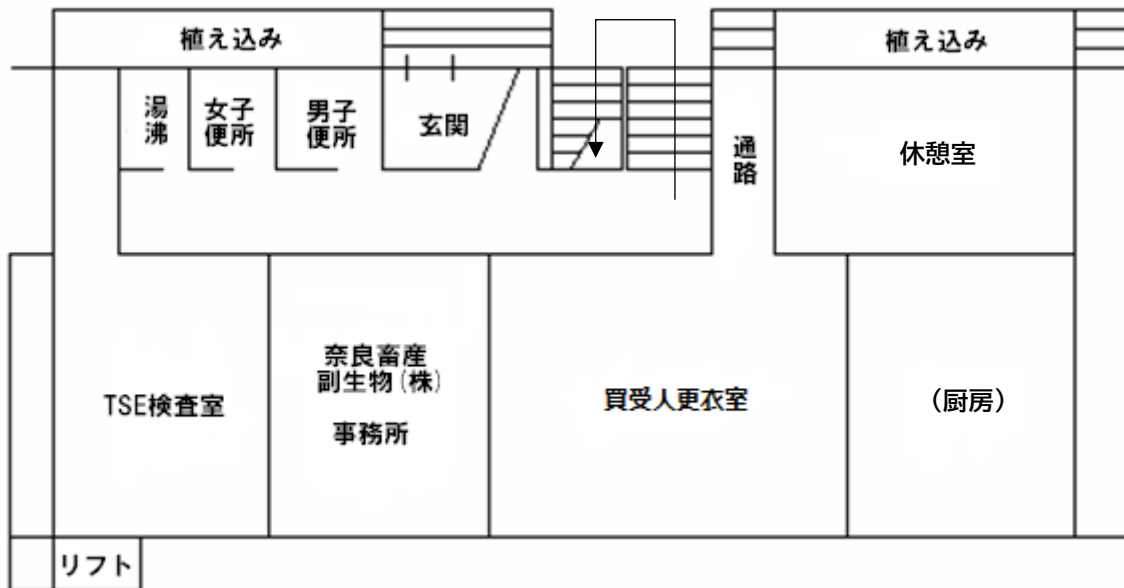 植え込み
植え込み
湯沸
女子
便所
男子
便所
玄関
通路
休憩室
TSE検査室
奈良畜産
副生物(株)
事務所
買受人更衣室
(厨房)
リフト